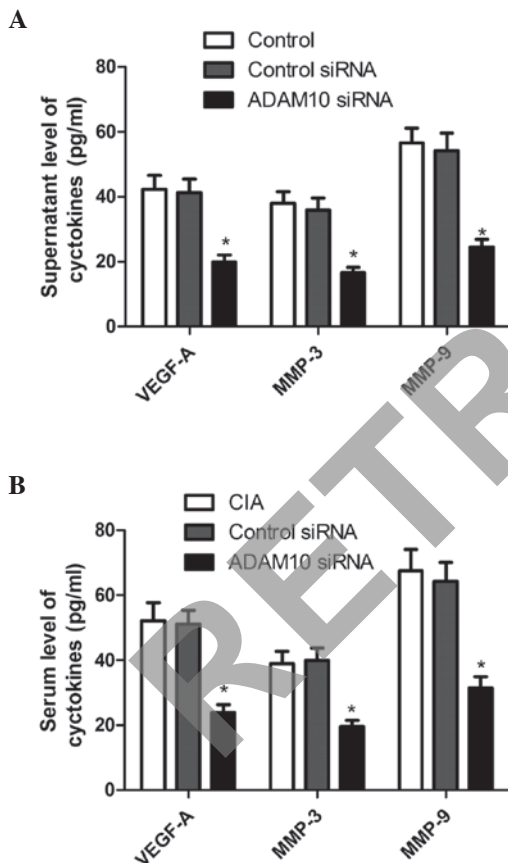 A
Control
Control siRNA
ADAM10 siRNA
Supernatant level of
cyctokines (pg/ml)
80
60
40
20
0
*
*
*
VEGF-A
MMP-3
MMP-9
B
CIA
Control siRNA
ADAM10 siRNA
Serum level of
cyctokines (pg/ml)
80
60
40
20
0
*
*
*
VEGF-A
MMP-3
MMP-9
RETR